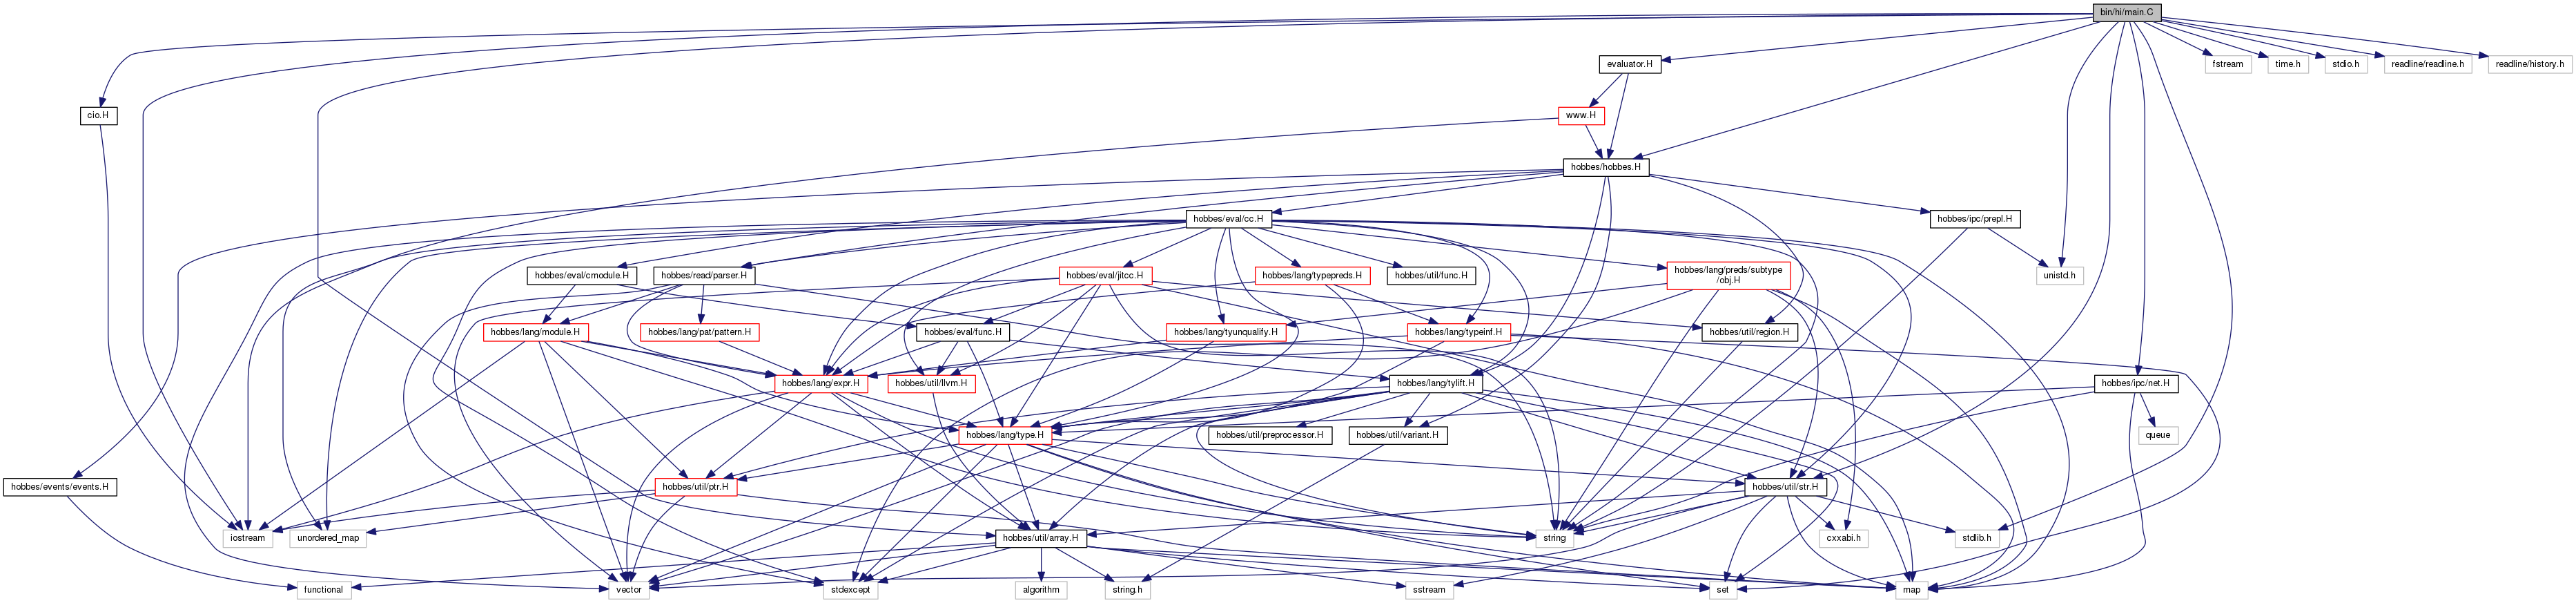 bin/hi/main.C
evaluator.H
fstream
time.h
stdio.h
readline/readline.h
readline/history.h
cio.H
www.H
hobbes/hobbes.H
hobbes/eval/cc.H
hobbes/ipc/prepl.H
hobbes/eval/cmodule.H
hobbes/read/parser.H
hobbes/eval/jitcc.H
hobbes/lang/typepreds.H
hobbes/util/func.H
hobbes/lang/preds/subtype
/obj.H
unistd.h
hobbes/lang/module.H
hobbes/lang/pat/pattern.H
hobbes/eval/func.H
hobbes/lang/tyunqualify.H
hobbes/lang/typeinf.H
hobbes/util/region.H
hobbes/lang/expr.H
hobbes/util/llvm.H
hobbes/lang/tylift.H
hobbes/ipc/net.H
hobbes/lang/type.H
hobbes/util/preprocessor.H
hobbes/util/variant.H
queue
hobbes/events/events.H
hobbes/util/ptr.H
hobbes/util/str.H
iostream
unordered_map
hobbes/util/array.H
string
cxxabi.h
stdlib.h
functional
vector
stdexcept
algorithm
string.h
sstream
set
map